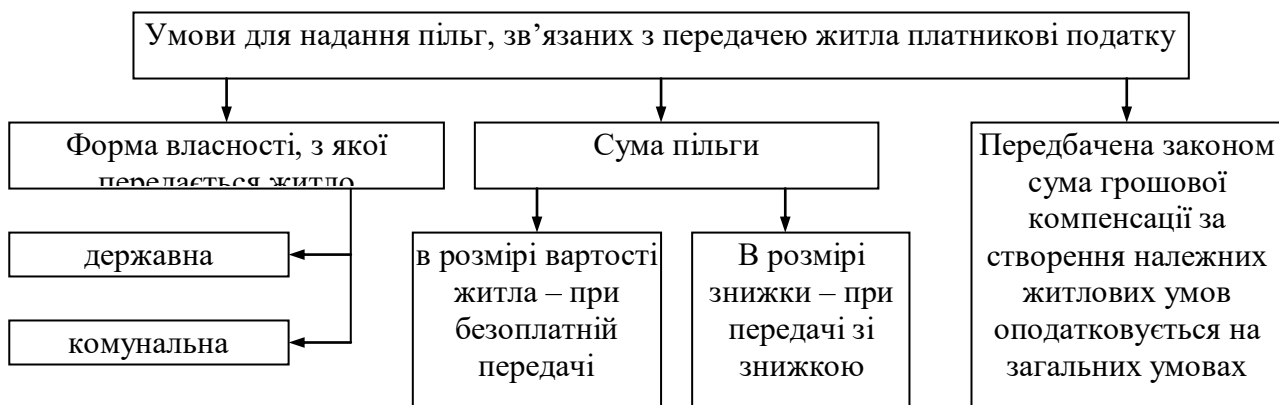 Умови для надання пільг, зв’язаних з передачею житла платникові податку
Форма власності, з якої
передається житло
державна
комунальна
Сума пільги
в розмірі вартості
житла – при
безоплатній
передачі
В розмірі
знижки – при
передачі зі
знижкою
Передбачена законом
сума грошової
компенсації за
створення належних
житлових умов
оподатковується на
загальних умовах